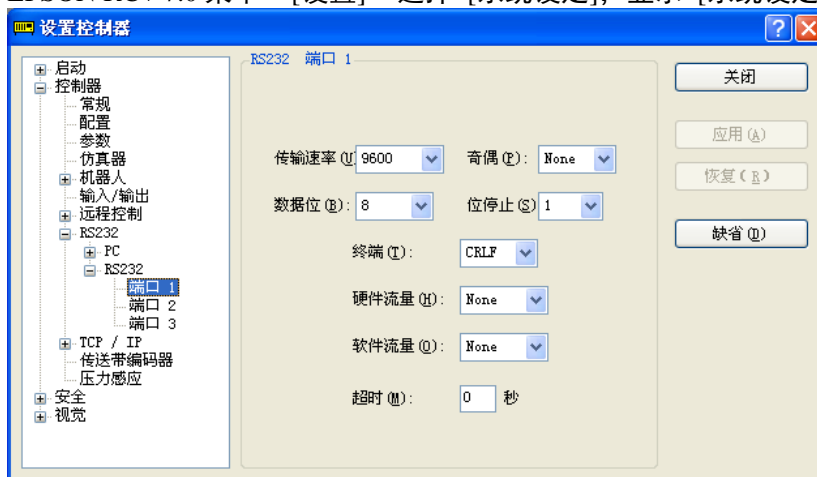 设置控制器
启动
控制器
常规
配置
参数
仿真器
机器人
输入/输出
远程控制
RS232
PC
RS232
端口 1
端口 2
端口 3
TCP / IP
传送带编码器
压力感应
安全
视觉
RS232 端口 1
传输速率(U 9600 奇偶(P): None
数据位(B): 8 位停止(S) 1
终端(T): CRLF
硬件流量(H): None
软件流量(O): None
超时(M): 0 秒
关闭
应用(A)
恢复(R)
缺省(D)